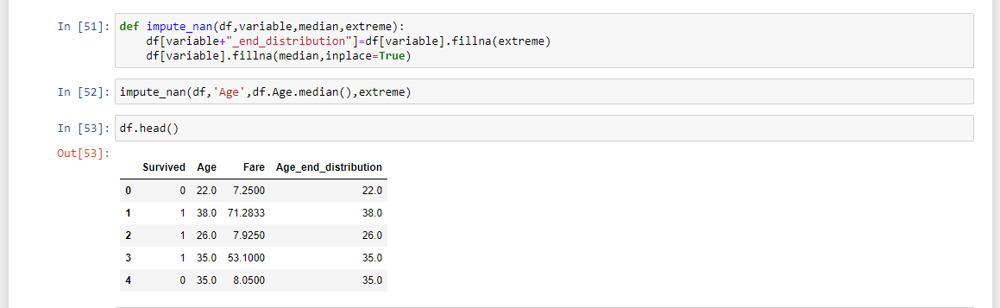 In [51]: def impute_nan(df,variable,median,extreme):
    df[variable+"_end_distribution"]=df[variable].fillna(extreme)
    df[variable].fillna(median,inplace=True)
In [52]: impute_nan(df,'Age',df.Age.median(),extreme)
In [53]: df.head()
Out[53]:
Survived Age Fare Age_end_distribution
0 0 22.0 7.2500 22.0
1 1 38.0 71.2833 38.0
2 1 26.0 7.9250 26.0
3 1 35.0 53.1000 35.0
4 0 35.0 8.0500 35.0